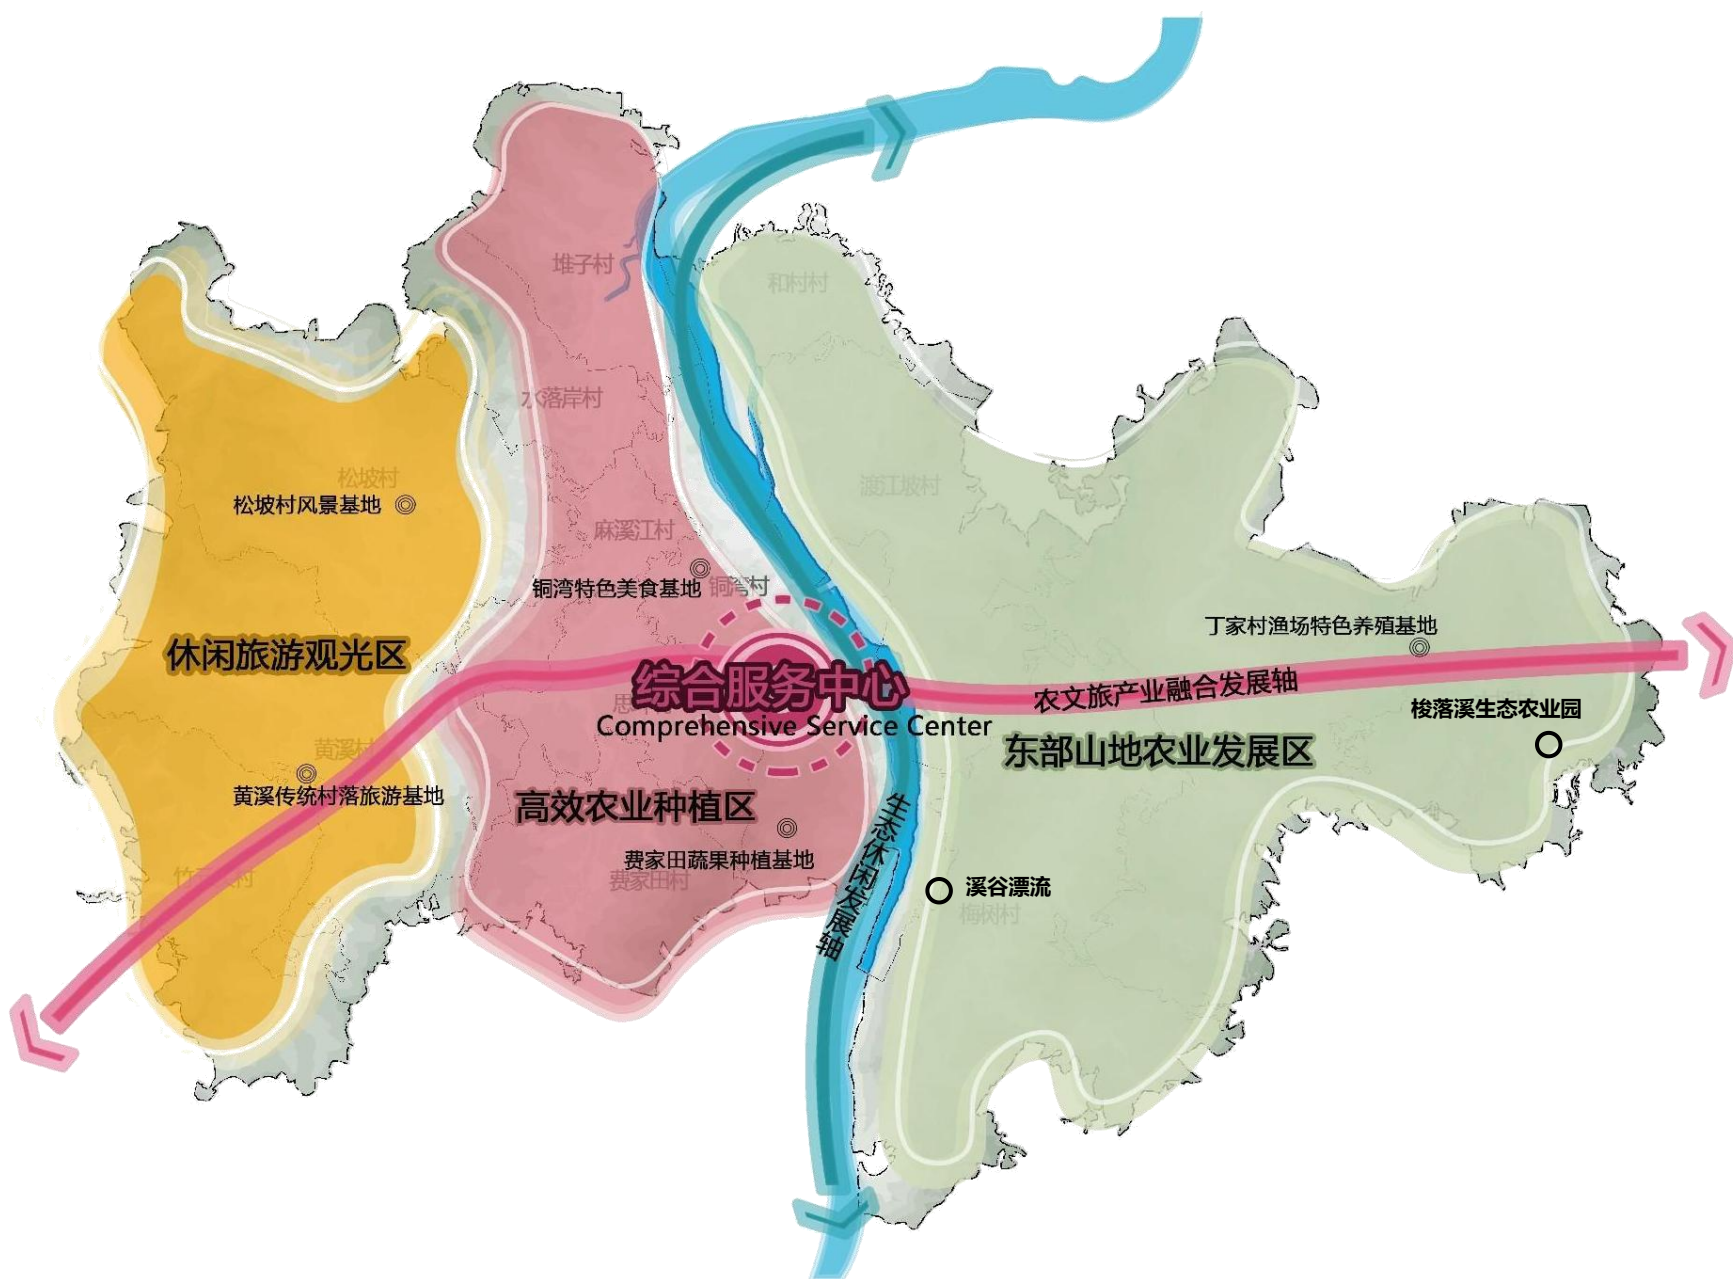 堆子村
和村村
水落岸村
松坡村
渡江坡村
松坡村风景基地
麻溪江村
铜湾特色美食基地
铜湾村
丁家村渔场特色养殖基地
休闲旅游观光区
综合服务中心
Comprehensive Service Center
农文旅产业融合发展轴
梭落溪生态农业园
黄溪村
东部山地农业发展区
黄溪传统村落旅游基地
高效农业种植区
生态休闲发展轴
费家田蔬果种植基地
费家田村
溪谷漂流
梅树村